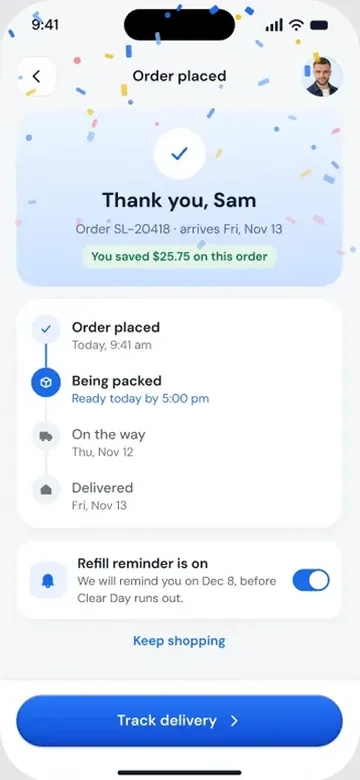 9:41
Order placed
Thank you, Sam
Order SL-20418 · arrives Fri, Nov 13
You saved $25.75 on this order
Order placed
Today, 9:41 am
Being packed
Ready today by 5:00 pm
On the way
Thu, Nov 12
Delivered
Fri, Nov 13
Refill reminder is on
We will remind you on Dec 8, before
Clear Day runs out.
Keep shopping
Track delivery